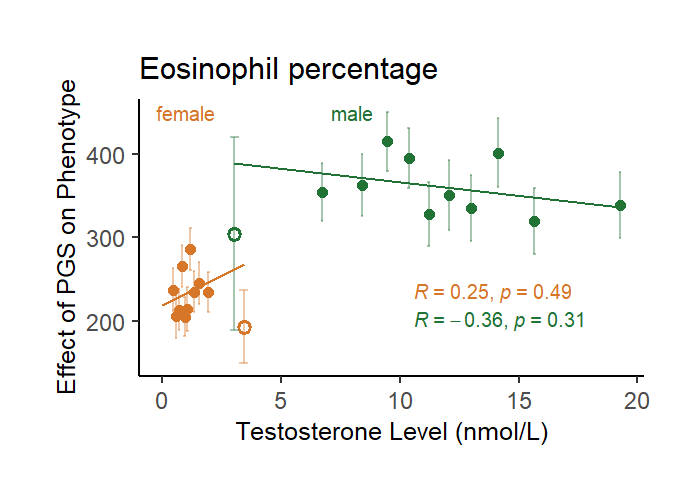 Eosinophil percentage
female male
Effect of PGS on Phenotype
400
300
200
R = 0.25, p = 0.49
R = −0.36, p = 0.31
0 5 10 15 20
Testosterone Level (nmol/L)